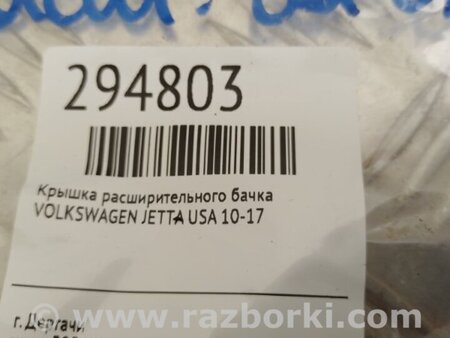 294803
Крышка расширительного бачка
VOLKSWAGEN JETTA USA 10-17
г. Дергачи
www.razborki.com